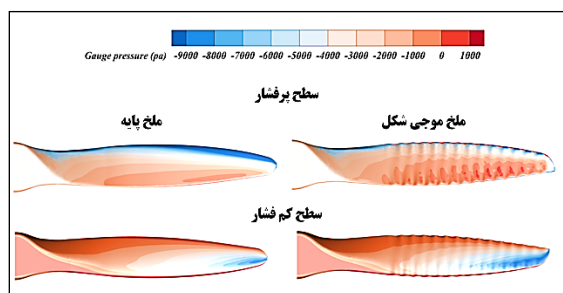 Gauge pressure (pa) -9000 -8000 -7000 -6000 -5000 -4000 -3000 -2000 -1000 0 1000
سطح پرفشار
ملخ پایه
ملخ موجی شکل
سطح کم فشار